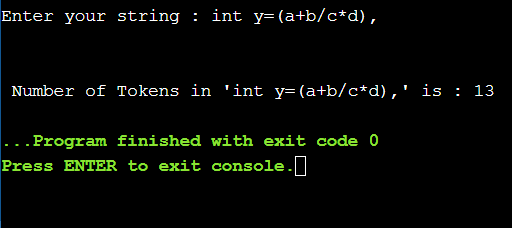 Enter your string : int y=(a+b/c*d),
Number of Tokens in 'int y=(a+b/c*d),' is : 13
...Program finished with exit code 0
Press ENTER to exit console.